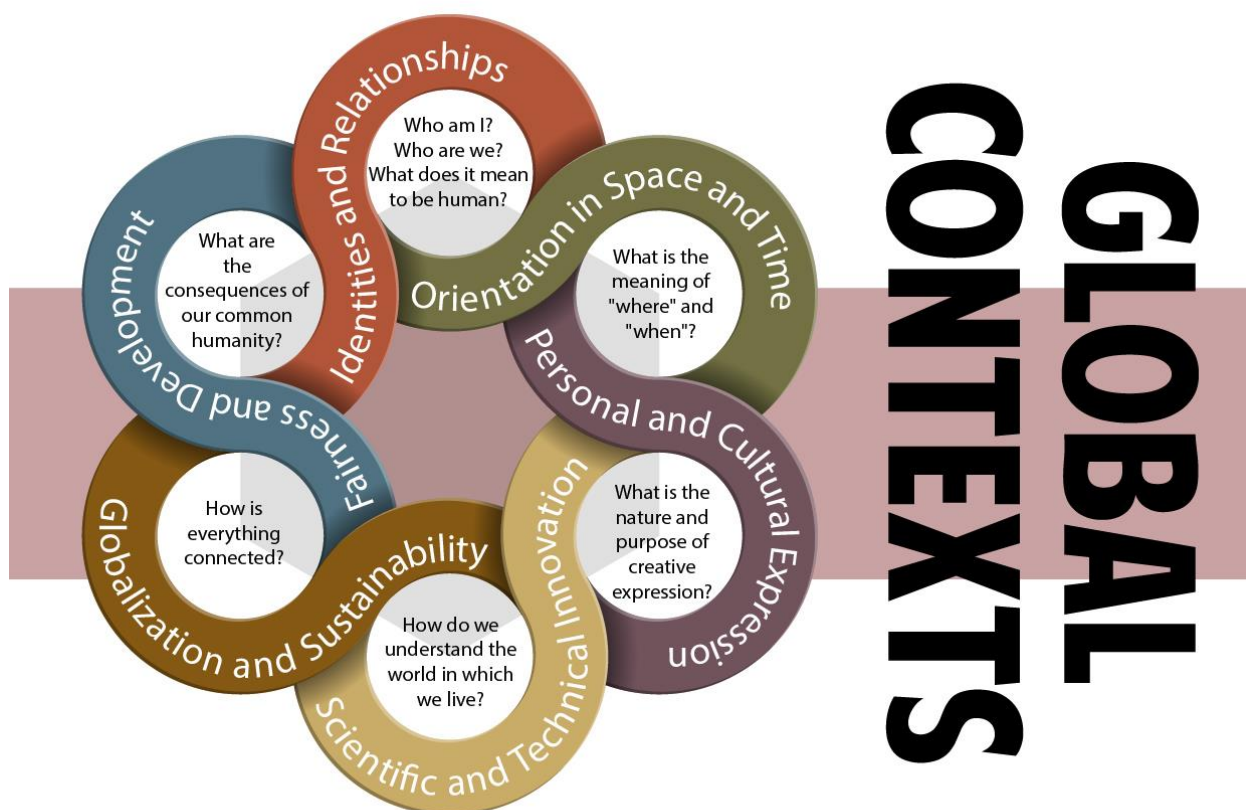 Identities and Relationships
Who am I?
Who are we?
What does it mean
to be human?
Orientation in Space and Time
What is the
meaning of
"where" and
"when"?
Personal and Cultural Expression
What is the
nature and
purpose of
creative
expression?
Scientific and Technical Innovation
How do we
understand the
world in which
we live?
Globalization and Sustainability
How is
everything
connected?
Fairness and Development
What are
the
consequences of
our common
humanity?
GLOBAL
CONTEXTS